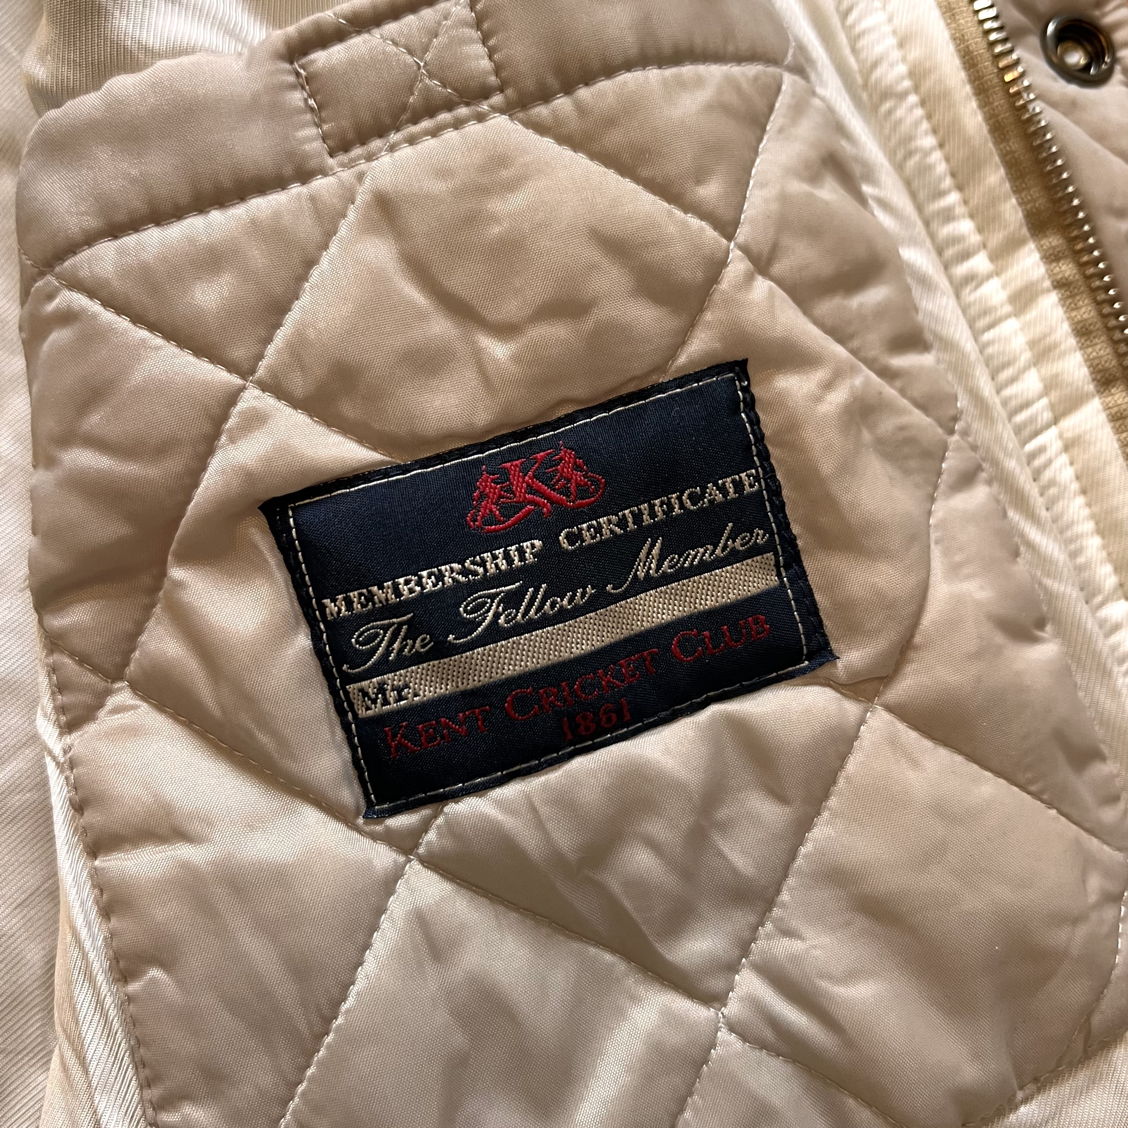 K
MEMBERSHIP CERTIFICATE
The Fellow Member
Mr.
KENT CRICKET CLUB
1861